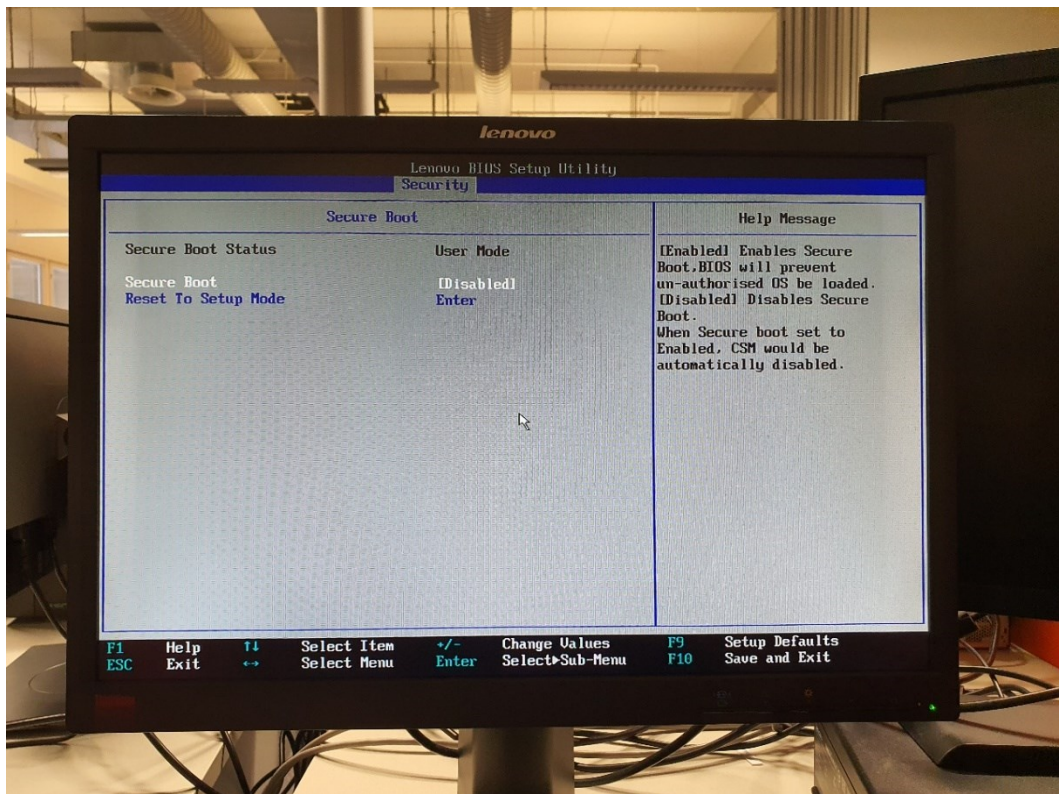 lenovo
Lenovo BIOS Setup Utility
Security
Secure Boot
Help Message
Secure Boot Status User Mode
Secure Boot [Disabled]
Reset To Setup Mode Enter
[Enabled] Enables Secure
Boot,BIOS will prevent
un-authorised OS be loaded.
[Disabled] Disables Secure
Boot.
When Secure boot set to
Enabled, CSM would be
automatically disabled.
F1 Help ↑↓ Select Item +/- Change Values F9 Setup Defaults
ESC Exit ↔ Select Menu Enter Select▶Sub-Menu F10 Save and Exit